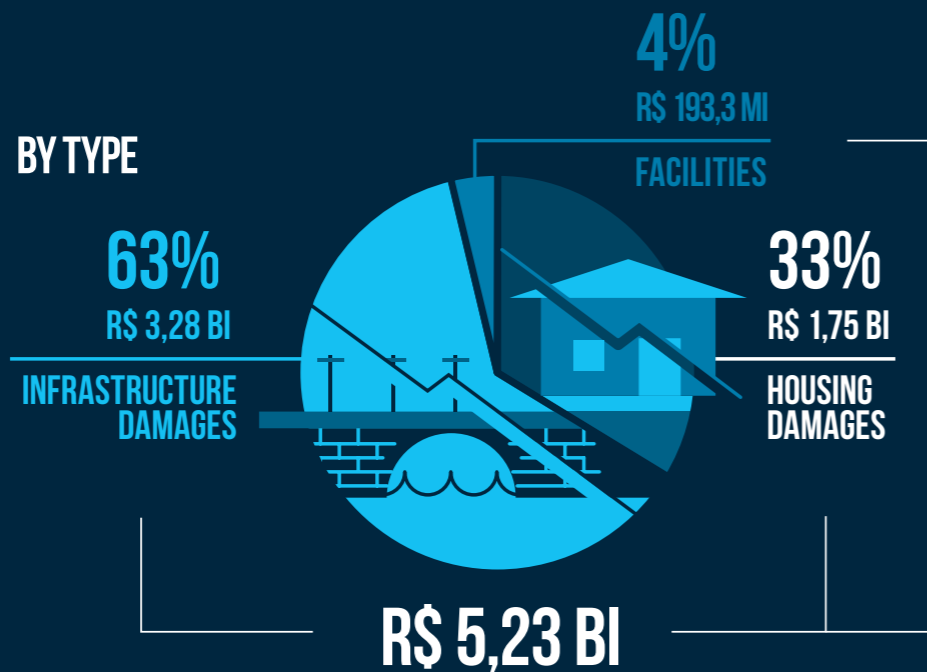 BY TYPE
4%
R$ 193,3 MI
FACILITIES
63%
R$ 3,28 BI
INFRASTRUCTURE
DAMAGES
33%
R$ 1,75 BI
HOUSING
DAMAGES
R$ 5,23 BI